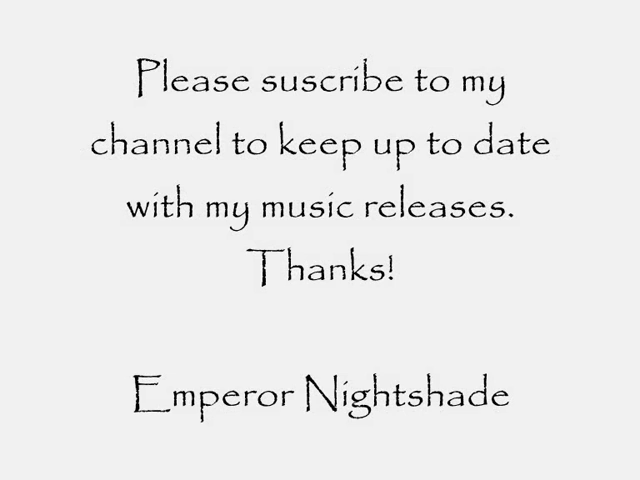 Please suscribe to my
channel to keep up to date
with my music releases.
Thanks!
Emperor Nightshade